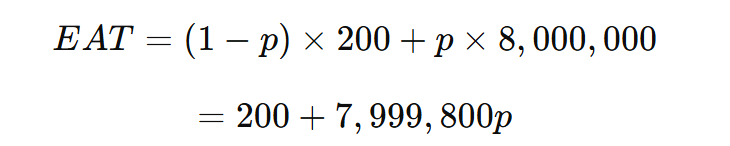 EAT = (1 − p) × 200 + p × 8,000,000
= 200 + 7,999,800p